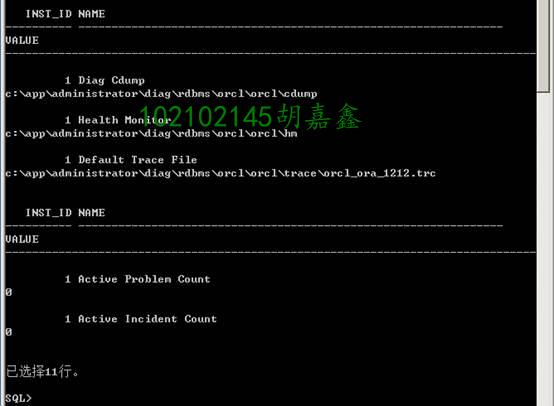 INST_ID NAME
---------- ----------------------------------------------------------------
VALUE
--------------------------------------------------------------------------------
1 Diag Cdump
c:\app\administrator\diag\rdbms\orcl\orcl\cdump
1 Health Monitor
102102145胡嘉鑫
c:\app\administrator\diag\rdbms\orcl\orcl\hm
1 Default Trace File
c:\app\administrator\diag\rdbms\orcl\orcl\trace\orcl_ora_1212.trc
INST_ID NAME
---------- ----------------------------------------------------------------
VALUE
--------------------------------------------------------------------------------
1 Active Problem Count
0
1 Active Incident Count
0
已选择11行。
SQL>